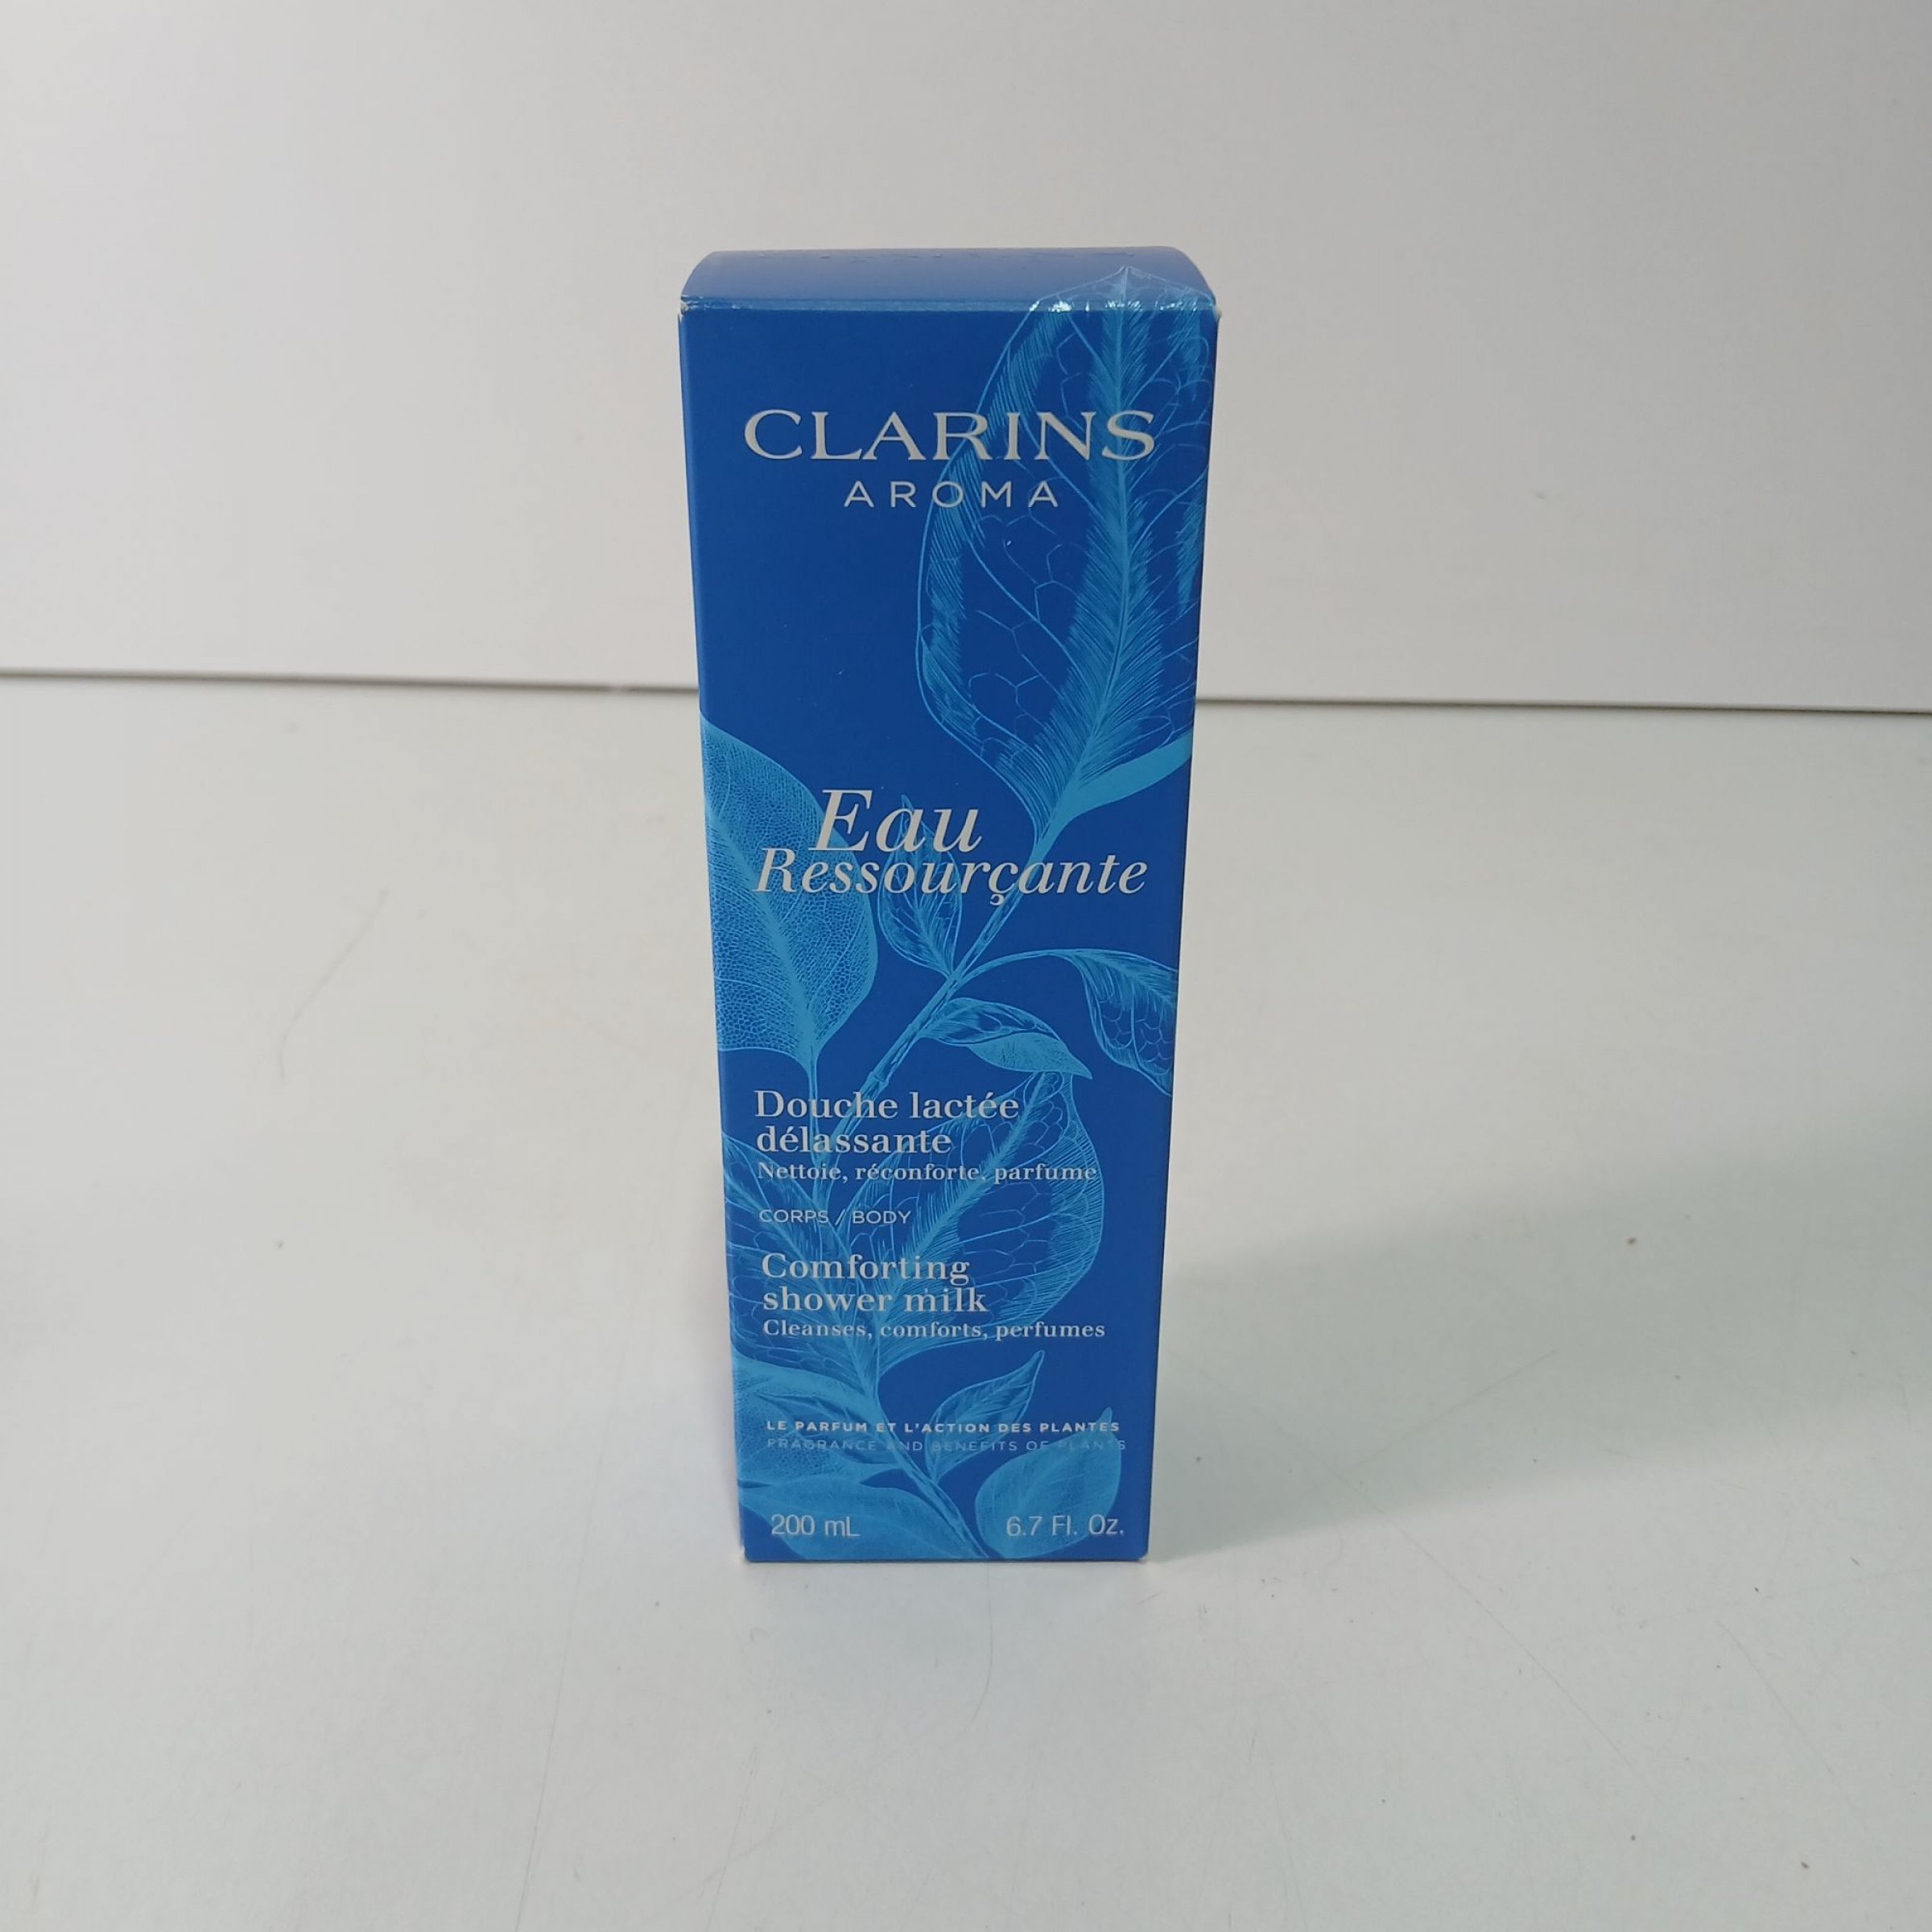 CLARINS
AROMA
Eau
Ressourçante
Douche lactée
délassante
Nettoie, réconforte, parfume
CORPS / BODY
Comforting
shower milk
Cleanses, comforts, perfumes
LE PARFUM ET L'ACTION DES PLANTES
FRAGRANCE AND BENEFITS OF PLANTS
200 mL 6.7 Fl. Oz.